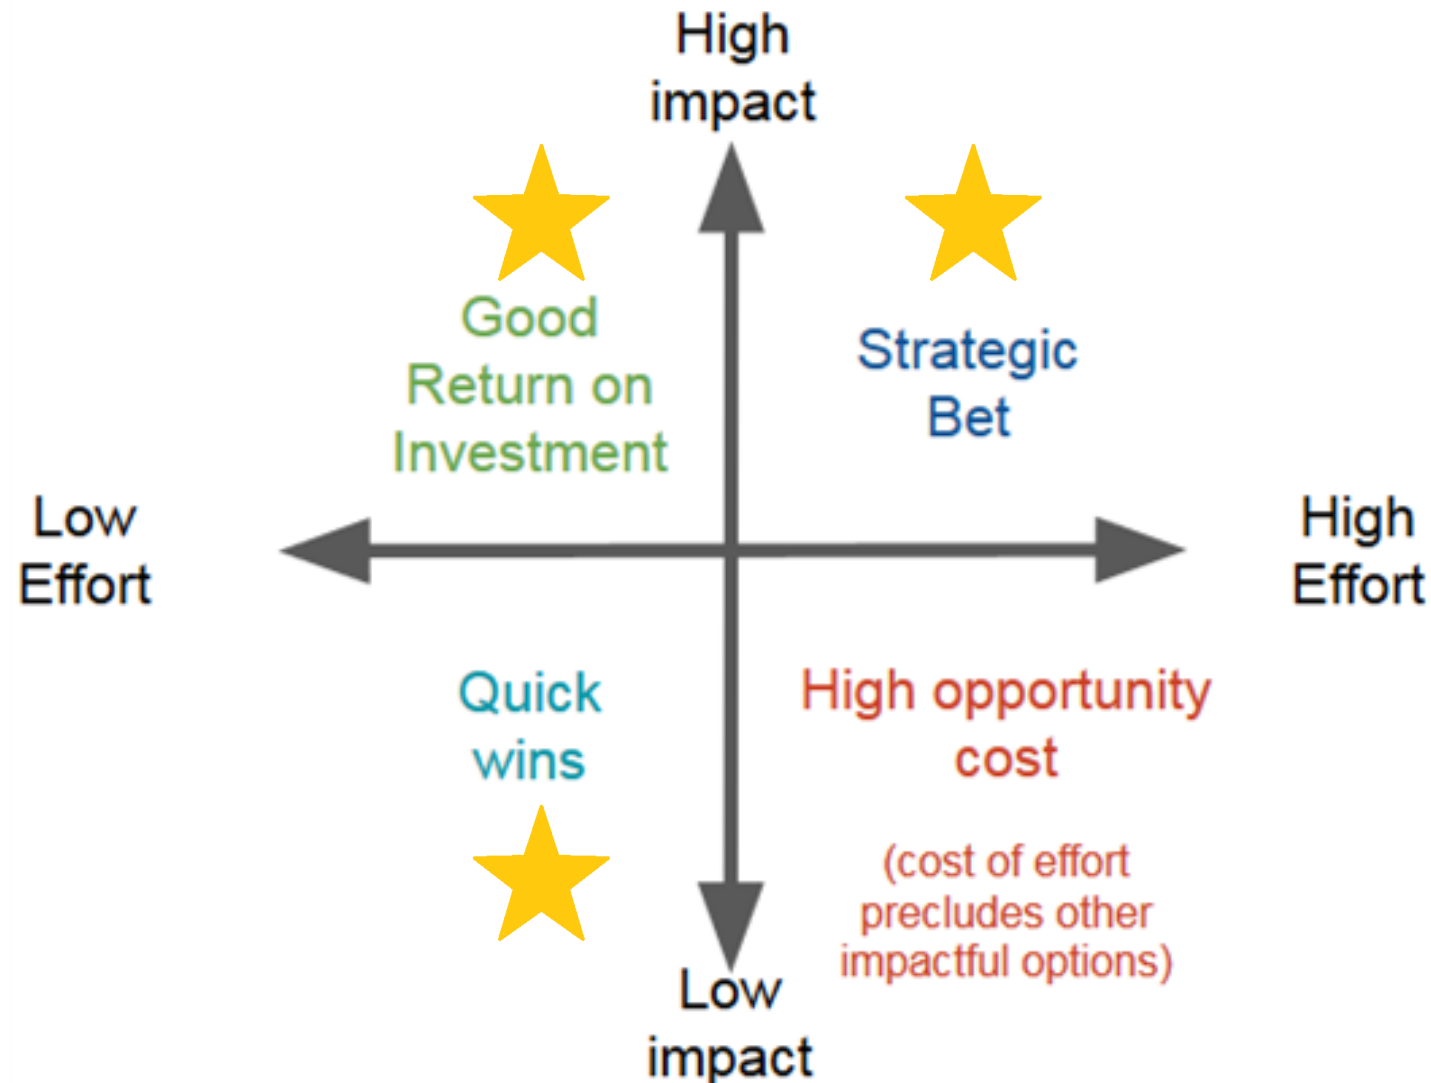 High
impact
Good
Return on
Investment
Strategic
Bet
Low
Effort
High
Effort
Quick
wins
High opportunity
cost
(cost of effort
precludes other
impactful options)
Low
impact